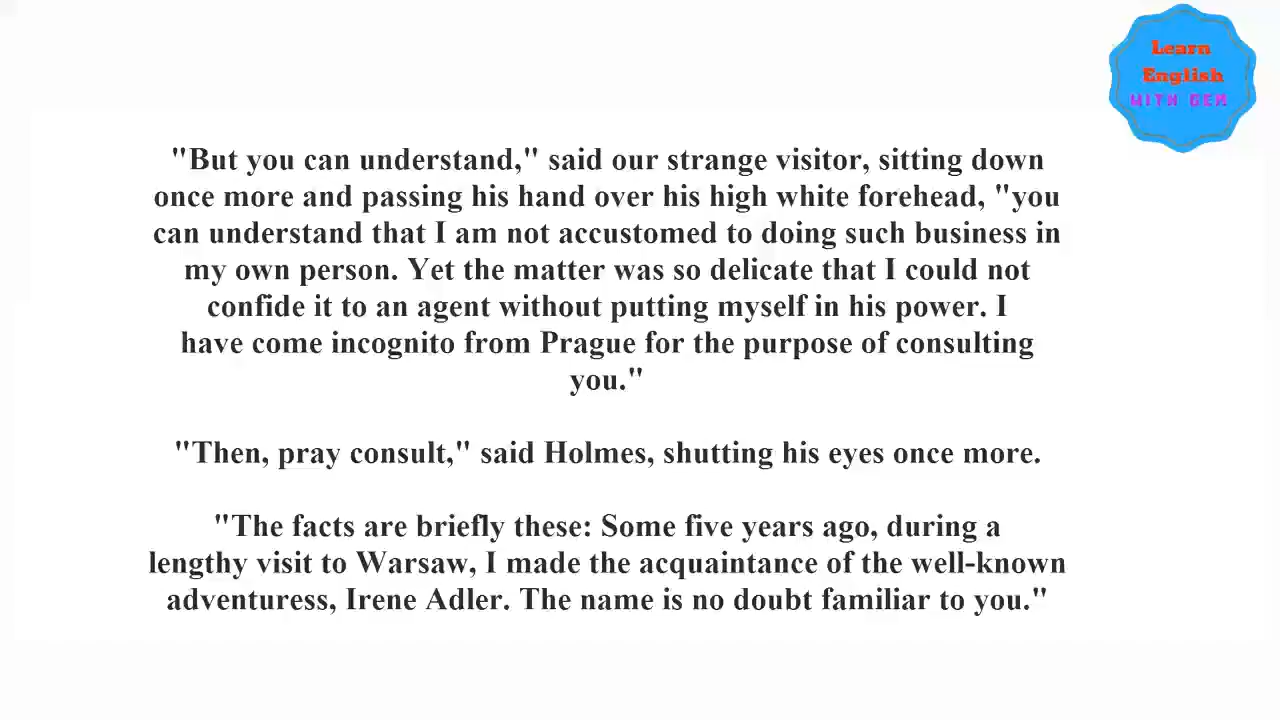 Learn
English
WITH GEM
"But you can understand," said our strange visitor, sitting down
once more and passing his hand over his high white forehead, "you
can understand that I am not accustomed to doing such business in
my own person. Yet the matter was so delicate that I could not
confide it to an agent without putting myself in his power. I
have come incognito from Prague for the purpose of consulting
you."
"Then, pray consult," said Holmes, shutting his eyes once more.
"The facts are briefly these: Some five years ago, during a
lengthy visit to Warsaw, I made the acquaintance of the well-known
adventuress, Irene Adler. The name is no doubt familiar to you."